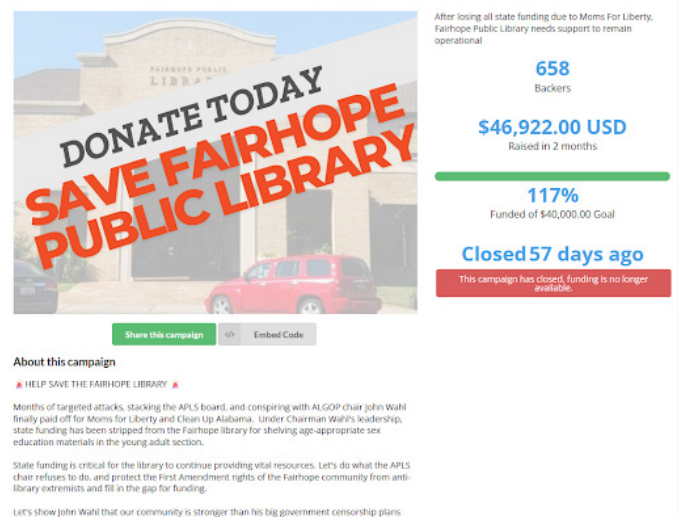 FAIRHOPE PUBLIC
LIBRARY
DONATE TODAY
SAVE FAIRHOPE
PUBLIC LIBRARY
After losing all state funding due to Moms For Liberty,
Fairhope Public Library needs support to remain
operational
658
Backers
$46,922.00 USD
Raised in 2 months
117%
Funded of $40,000.00 Goal
Closed 57 days ago
This campaign has closed, funding is no longer
available.
Share this campaign
</> Embed Code
About this campaign
🚨 HELP SAVE THE FAIRHOPE LIBRARY 🚨
Months of targeted attacks, stacking the APLS board, and conspiring with ALGOP chair John Wahl
finally paid off for Moms for Liberty and Clean Up Alabama. Under Chairman Wahl's leadership,
state funding has been stripped from the Fairhope library for shelving age-appropriate sex
education materials in the young adult section.
State funding is critical for the library to continue providing vital resources. Let's do what the APLS
chair refuses to do, and protect the First Amendment rights of the Fairhope community from anti-
library extremists and fill in the gap for funding.
Let's show John Wahl that our community is stronger than his big government censorship plans